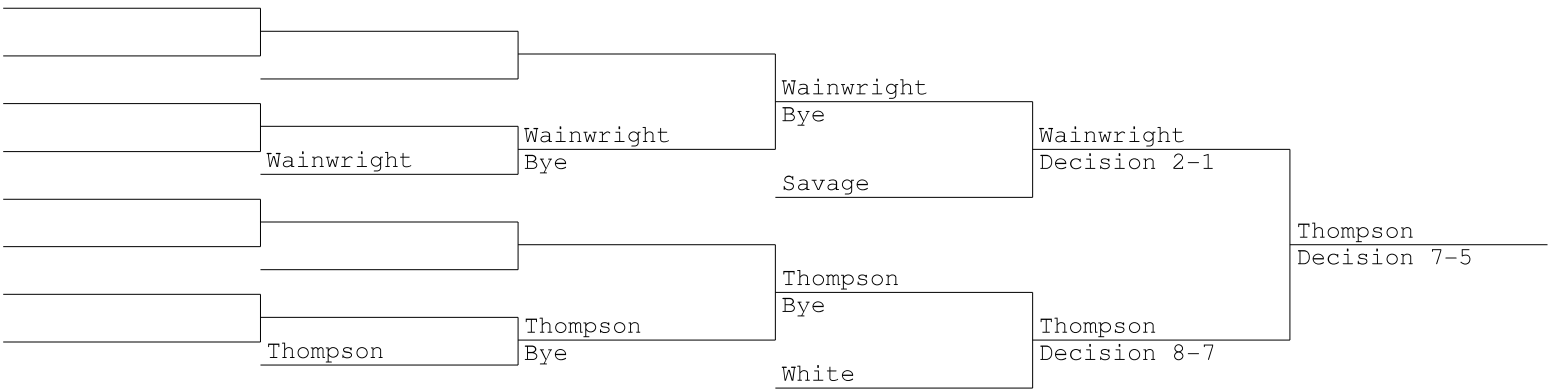 Wainwright
Bye
Wainwright
Wainwright
Bye
Wainwright
Decision 2-1
Savage
Thompson
Decision 7-5
Thompson
Bye
Thompson
Thompson
Bye
Thompson
Decision 8-7
White